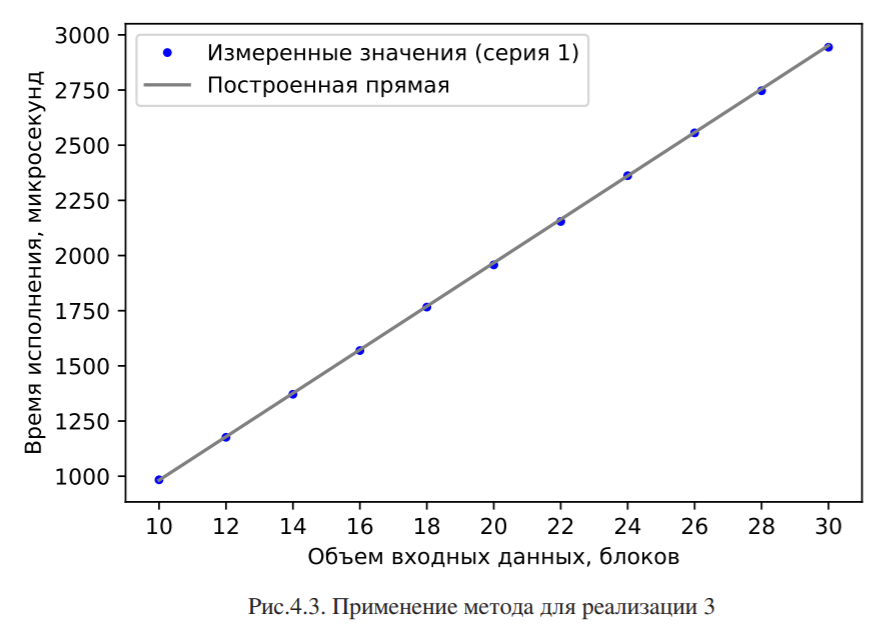 3000
2750
2500
2250
2000
1750
1500
1250
1000
Время исполнения, микросекунд
Измеренные значения (серия 1)
Построенная прямая
10 12 14 16 18 20 22 24 26 28 30
Объем входных данных, блоков
Рис.4.3. Применение метода для реализации 3